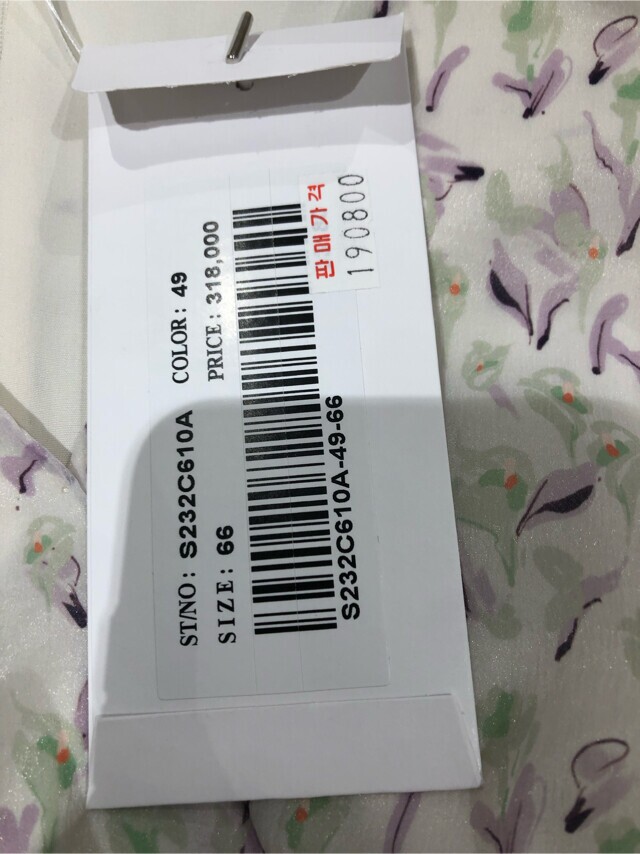 ST/NO: S232C610A COLOR: 49
SIZE: 66 PRICE: 318,000
S232C610A-49-66
판매가격
190800